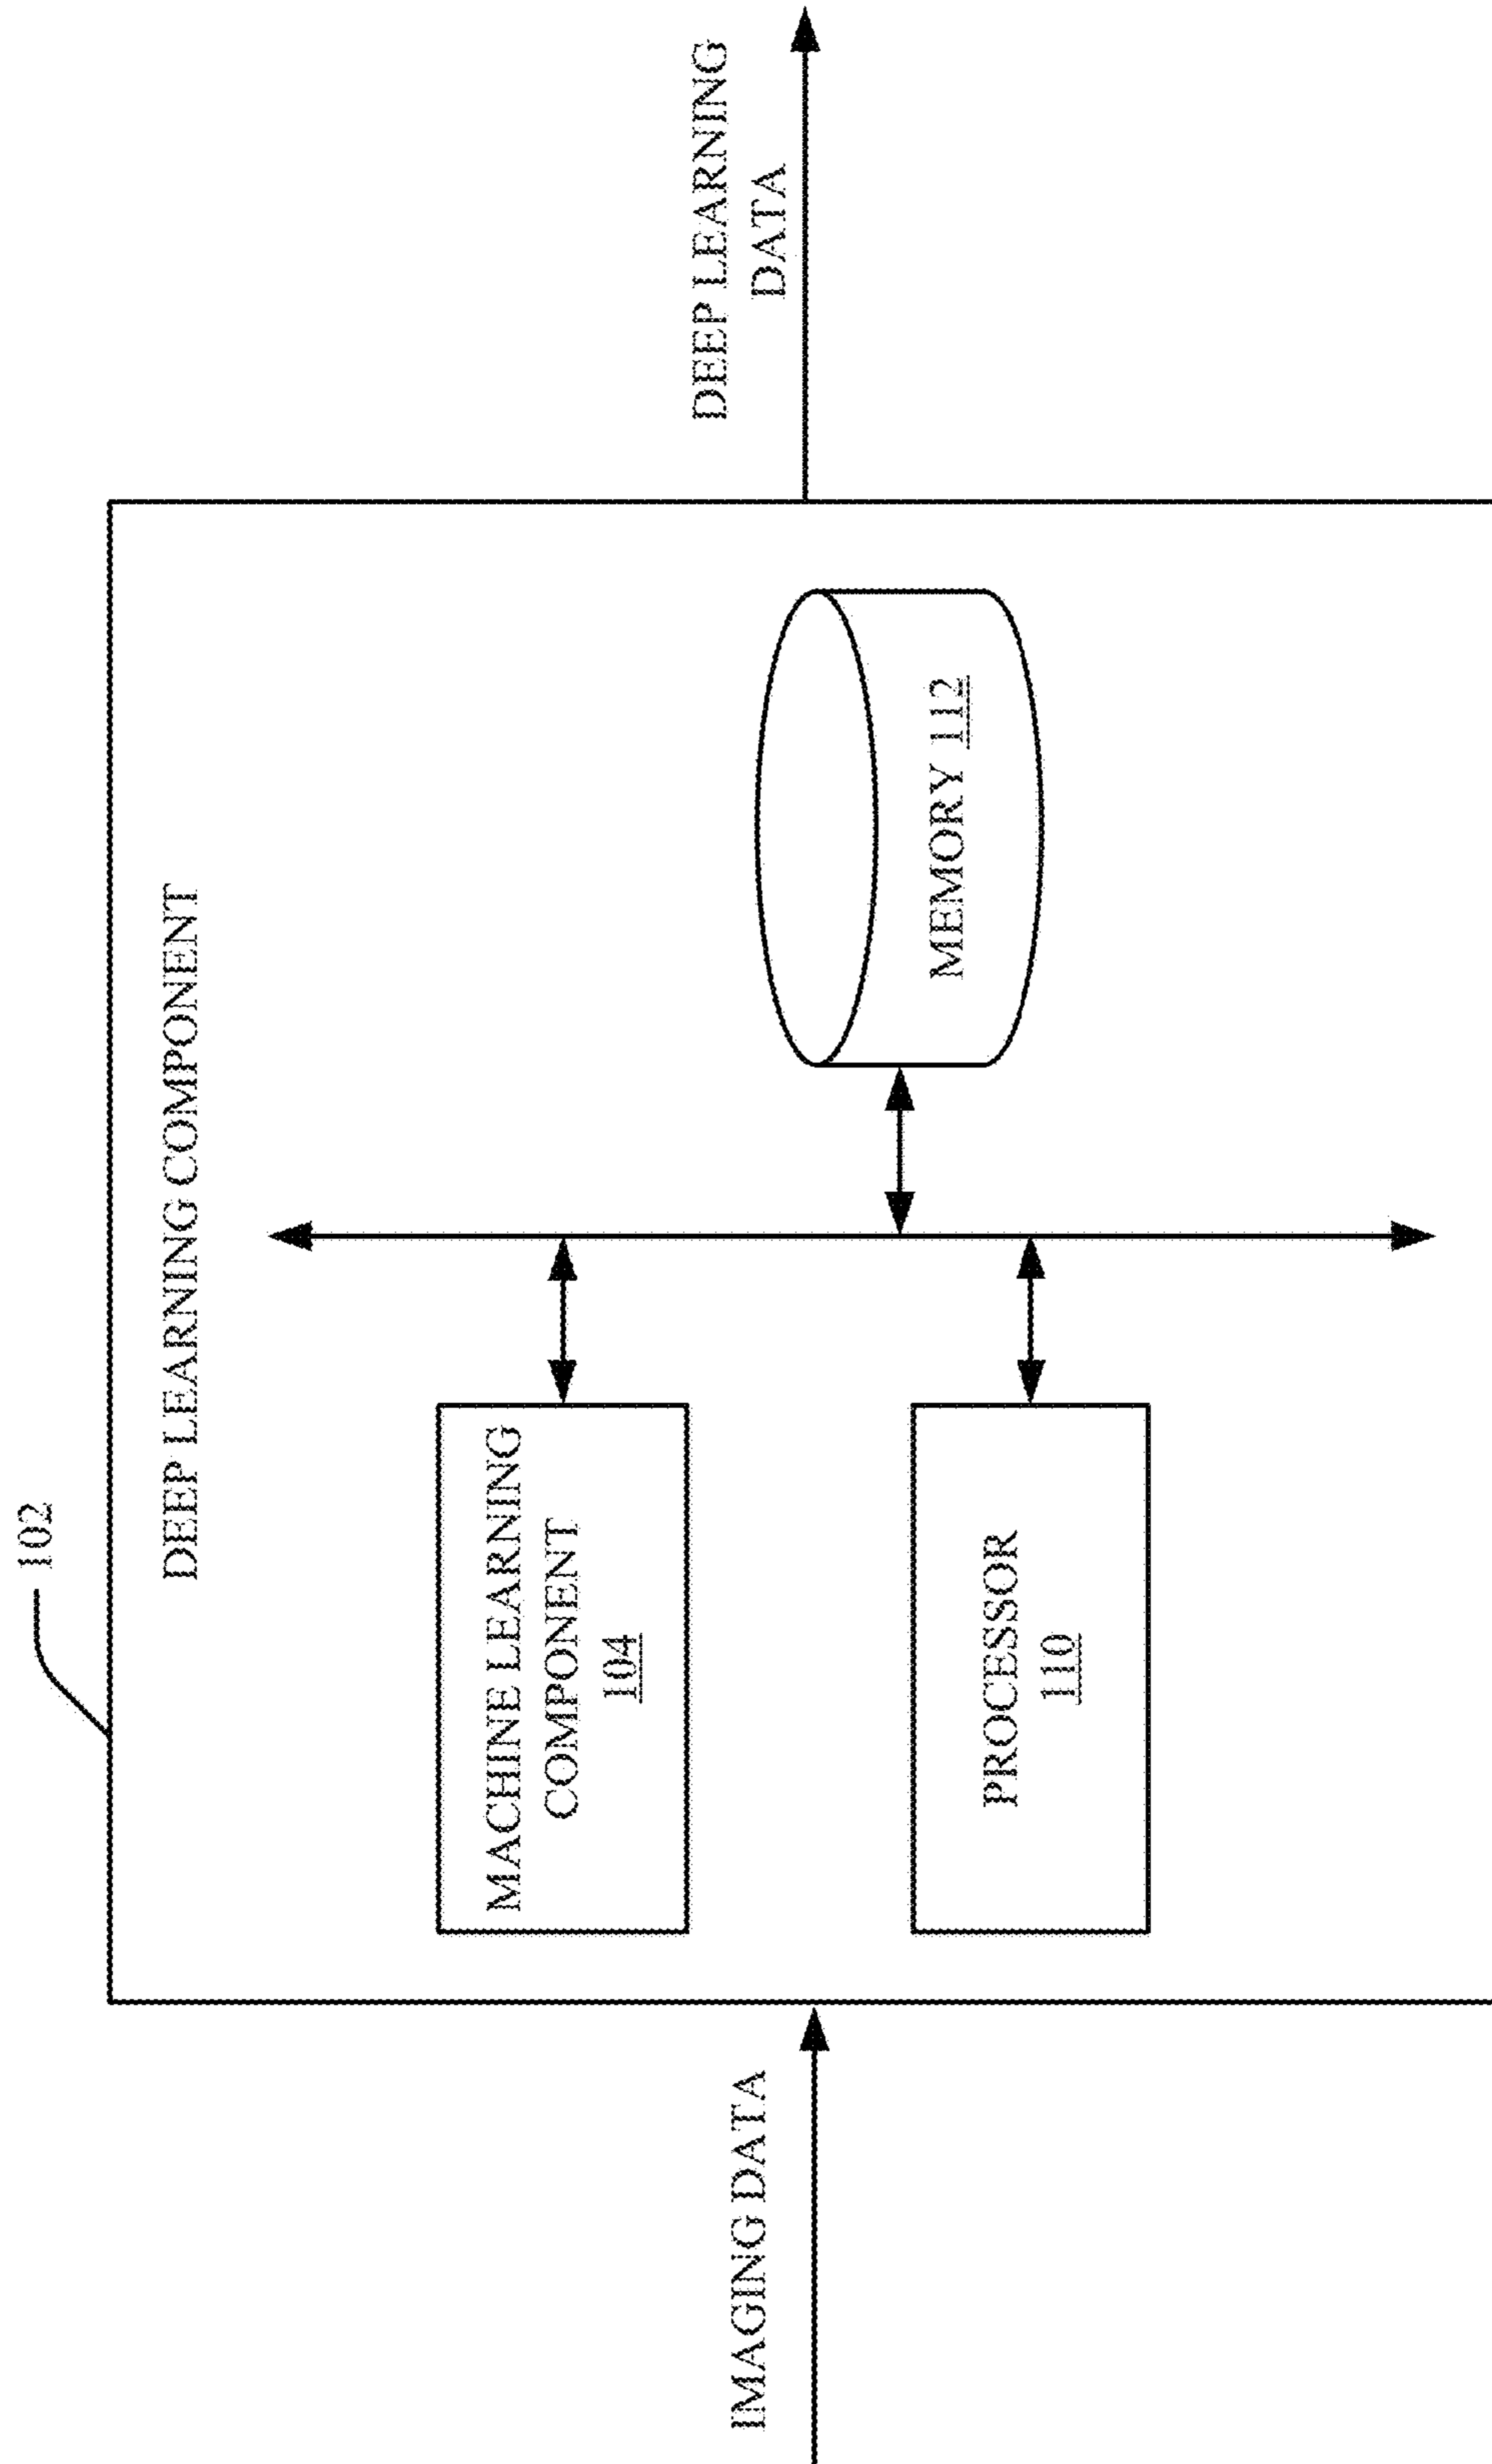 102
DEEP LEARNING COMPONENT
MACHINE LEARNING
COMPONENT
104
PROCESSOR
110
MEMORY 112
IMAGING DATA
DEEP LEARNING
DATA